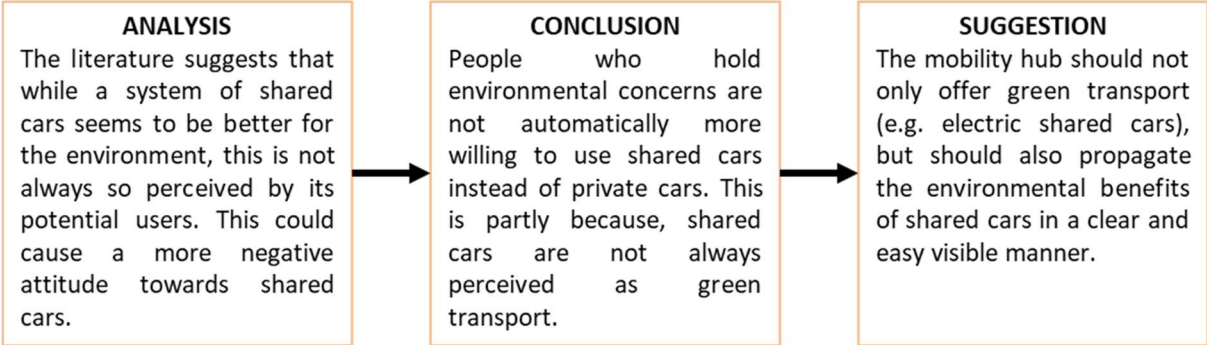 ANALYSIS
The literature suggests that
while a system of shared
cars seems to be better for
the environment, this is not
always so perceived by its
potential users. This could
cause a more negative
attitude towards shared
cars.
CONCLUSION
People who hold
environmental concerns are
not automatically more
willing to use shared cars
instead of private cars. This
is partly because, shared
cars are not always
perceived as green
transport.
SUGGESTION
The mobility hub should not
only offer green transport
(e.g. electric shared cars),
but should also propagate
the environmental benefits
of shared cars in a clear and
easy visible manner.